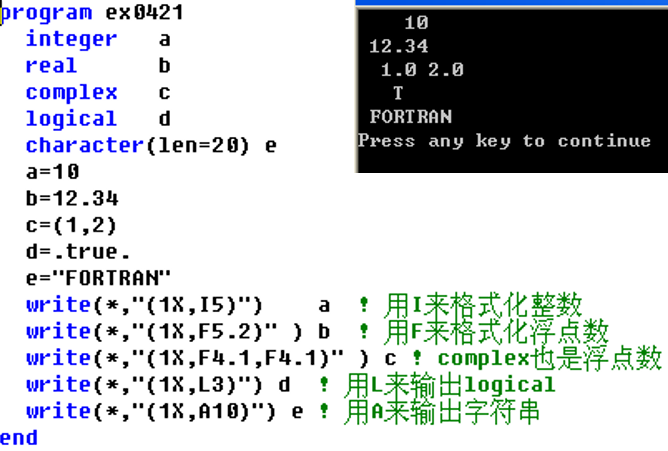 program ex0421
integer a
real b
complex c
logical d
character(len=20) e
a=10
b=12.34
c=(1,2)
d=.true.
e="FORTRAN"
write(*,"(1X,I5)") a ! 用I来格式化整数
write(*,"(1X,F5.2)" ) b ! 用F来格式化浮点数
write(*,"(1X,F4.1,F4.1)" ) c ! complex也是浮点数
write(*,"(1X,L3)") d ! 用L来输出logical
write(*,"(1X,A10)") e ! 用A来输出字符串
end
10
12.34
1.0 2.0
T
FORTRAN
Press any key to continue